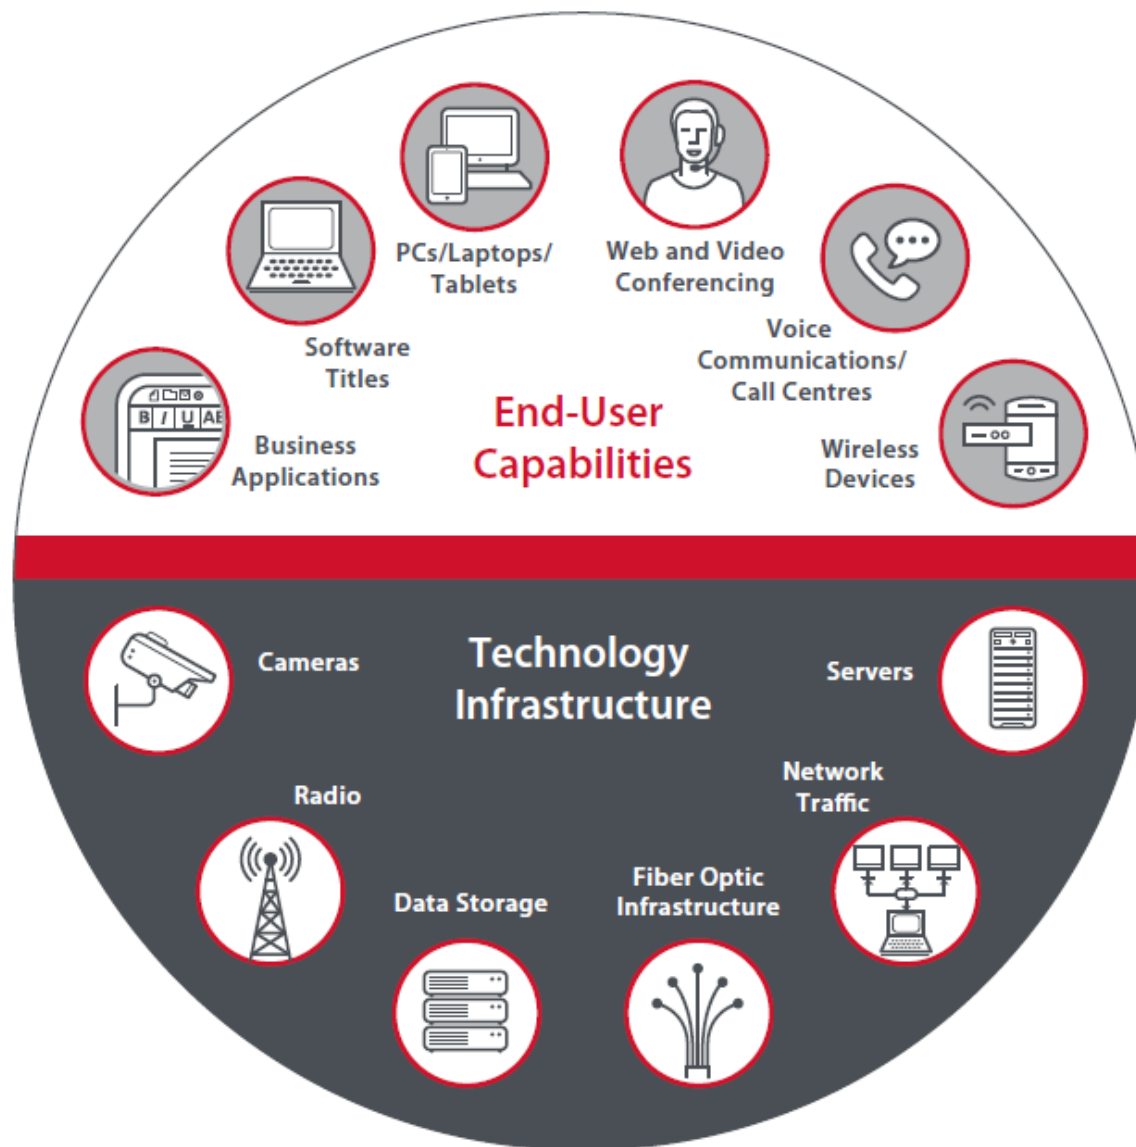 PCs/Laptops/
Tablets
Web and Video
Conferencing
Software
Titles
Voice
Communications/
Call Centres
B I U AE
Business
Applications
End-User
Capabilities
Wireless
Devices
Cameras
Technology
Infrastructure
Servers
Radio
Network
Traffic
Data Storage
Fiber Optic
Infrastructure